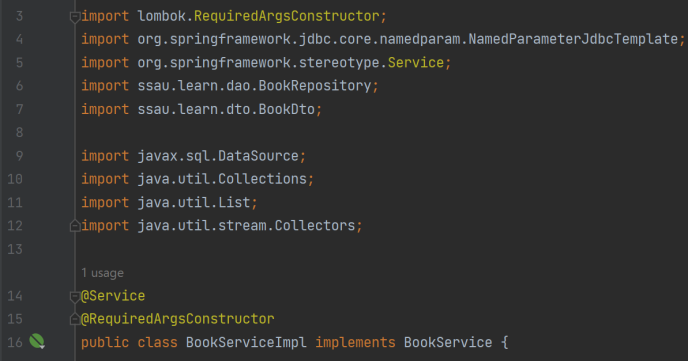 3 import lombok.RequiredArgsConstructor;
4 import org.springframework.jdbc.core.namedparam.NamedParameterJdbcTemplate;
5 import org.springframework.stereotype.Service;
6 import ssau.learn.dao.BookRepository;
7 import ssau.learn.dto.BookDto;
8
9 import javax.sql.DataSource;
10 import java.util.Collections;
11 import java.util.List;
12 import java.util.stream.Collectors;
13
1 usage
14 @Service
15 @RequiredArgsConstructor
16 public class BookServiceImpl implements BookService {